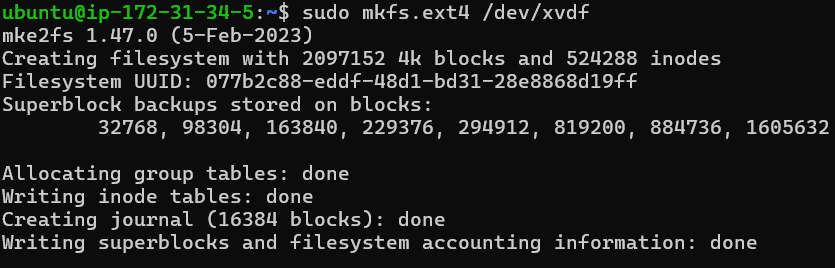 ubuntu@ip-172-31-34-5:~$ sudo mkfs.ext4 /dev/xvdf
mke2fs 1.47.0 (5-Feb-2023)
Creating filesystem with 2097152 4k blocks and 524288 inodes
Filesystem UUID: 077b2c88-eddf-48d1-bd31-28e8868d19ff
Superblock backups stored on blocks:
        32768, 98304, 163840, 229376, 294912, 819200, 884736, 1605632

Allocating group tables: done
Writing inode tables: done
Creating journal (16384 blocks): done
Writing superblocks and filesystem accounting information: done